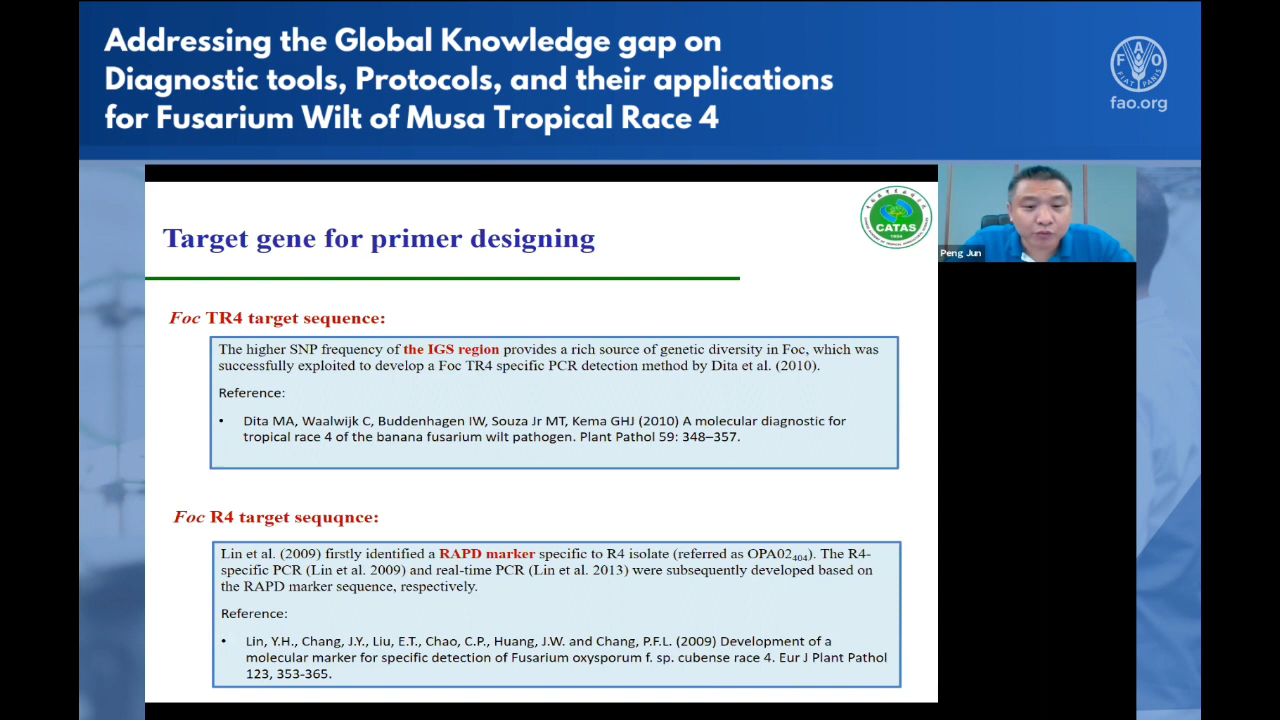 Addressing the Global Knowledge gap on
Diagnostic tools, Protocols, and their applications
for Fusarium Wilt of Musa Tropical Race 4
FAO
FIAT PANIS
fao.org
CATAS
Target gene for primer designing
Peng Jun
Foc TR4 target sequence:
The higher SNP frequency of the IGS region provides a rich source of genetic diversity in Foc, which was
successfully exploited to develop a Foc TR4 specific PCR detection method by Dita et al. (2010).
Reference:
• Dita MA, Waalwijk C, Buddenhagen IW, Souza Jr MT, Kema GHJ (2010) A molecular diagnostic for
tropical race 4 of the banana fusarium wilt pathogen. Plant Pathol 59: 348–357.
Foc R4 target sequqnce:
Lin et al. (2009) firstly identified a RAPD marker specific to R4 isolate (referred as OPA02₄₀₄). The R4-
specific PCR (Lin et al. 2009) and real-time PCR (Lin et al. 2013) were subsequently developed based on
the RAPD marker sequence, respectively.
Reference:
• Lin, Y.H., Chang, J.Y., Liu, E.T., Chao, C.P., Huang, J.W. and Chang, P.F.L. (2009) Development of a
molecular marker for specific detection of Fusarium oxysporum f. sp. cubense race 4. Eur J Plant Pathol
123, 353-365.